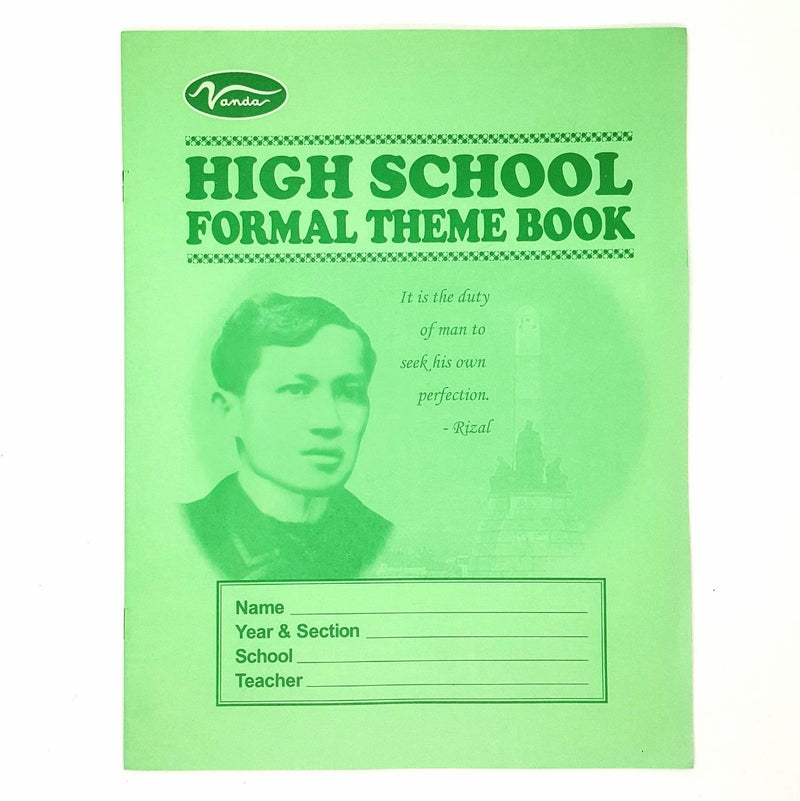 Vanda
HIGH SCHOOL
FORMAL THEME BOOK
It is the duty
of man to
seek his own
perfection.
- Rizal
Name
Year & Section
School
Teacher